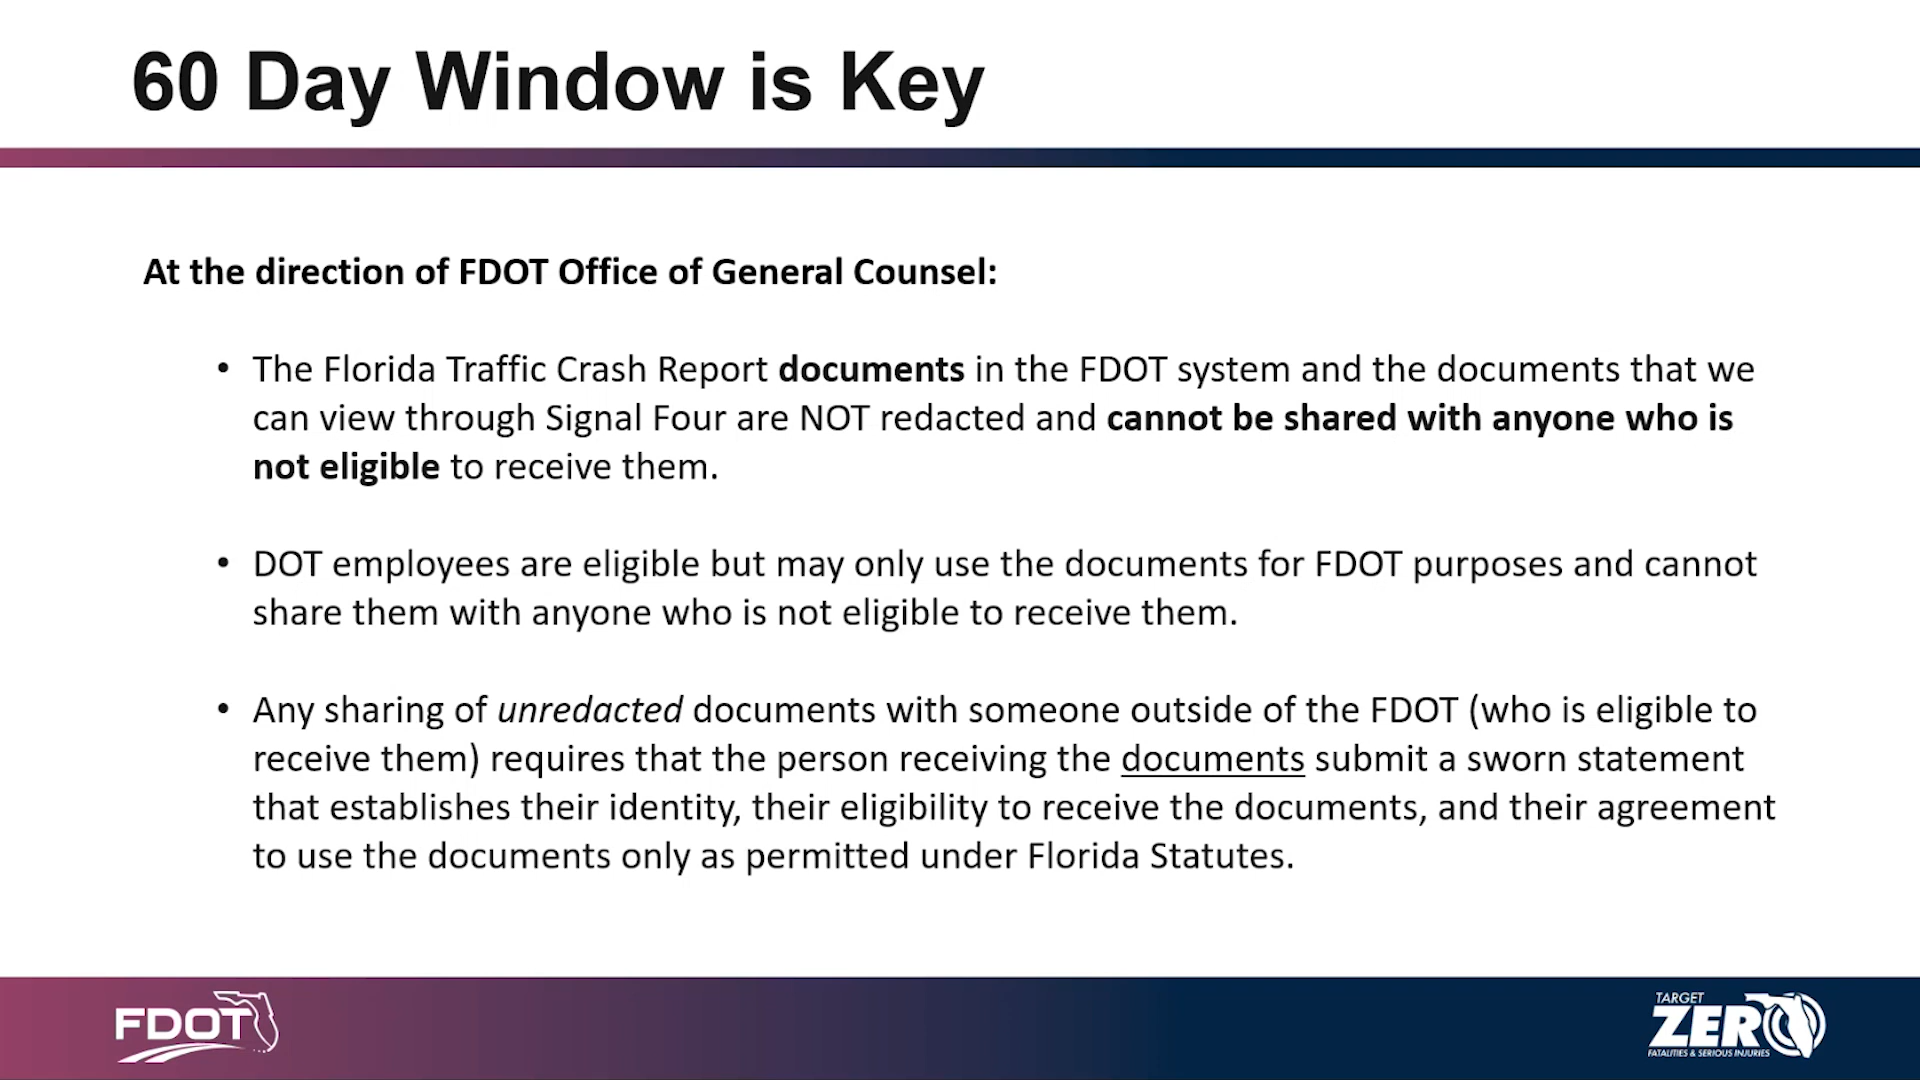 60 Day Window is Key
At the direction of FDOT Office of General Counsel:
• The Florida Traffic Crash Report documents in the FDOT system and the documents that we
can view through Signal Four are NOT redacted and cannot be shared with anyone who is
not eligible to receive them.
• DOT employees are eligible but may only use the documents for FDOT purposes and cannot
share them with anyone who is not eligible to receive them.
• Any sharing of unredacted documents with someone outside of the FDOT (who is eligible to
receive them) requires that the person receiving the documents submit a sworn statement
that establishes their identity, their eligibility to receive the documents, and their agreement
to use the documents only as permitted under Florida Statutes.
FDOT
TARGET
ZERO
FATALITIES & SERIOUS INJURIES